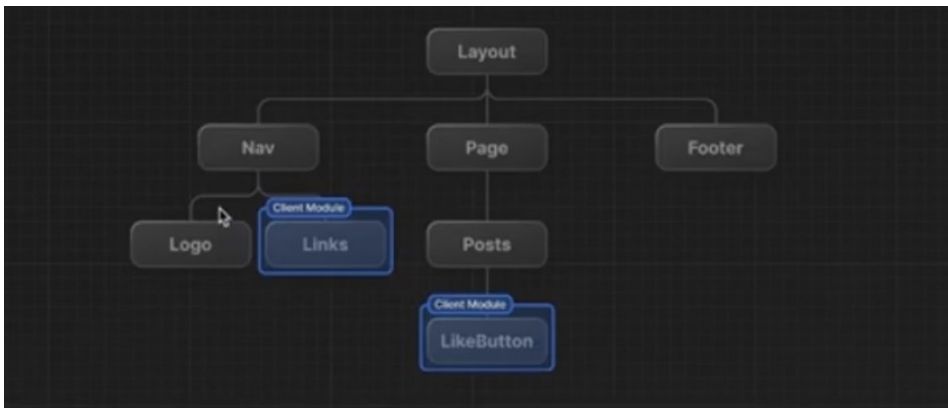 Layout
Nav
Page
Footer
Client Module
Logo
Links
Posts
Client Module
LikeButton